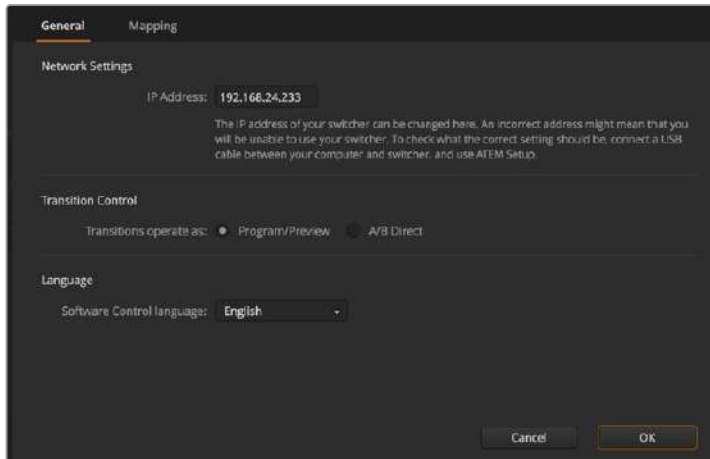 General Mapping
Network Settings
IP Address: 192.168.24.233
The IP address of your switcher can be changed here. An incorrect address might mean that you
will be unable to use your switcher. To check what the correct setting should be, connect a USB
cable between your computer and switcher, and use ATEM Setup.
Transition Control
Transitions operate as: Program/Preview A/B Direct
Language
Software Control language: English
Cancel OK